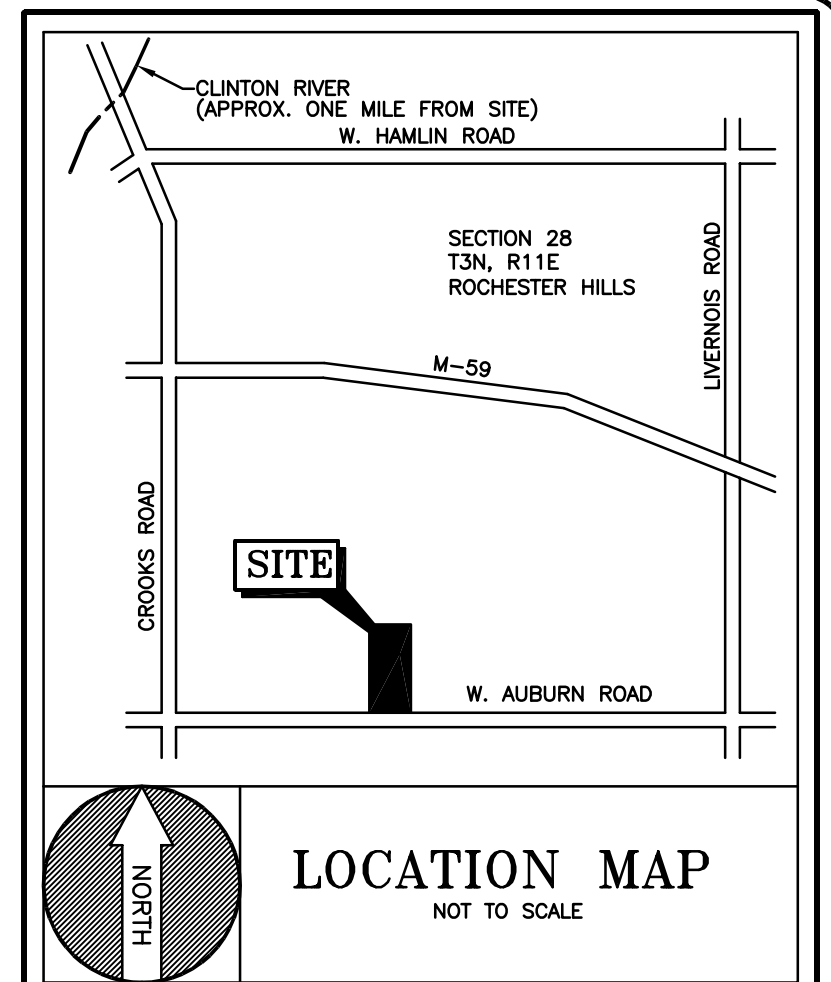 CLINTON RIVER
(APPROX. ONE MILE FROM SITE)
W. HAMLIN ROAD
SECTION 28
T3N, R11E
ROCHESTER HILLS
LIVERNOIS ROAD
M-59
CROOKS ROAD
SITE
W. AUBURN ROAD
NORTH
LOCATION MAP
NOT TO SCALE